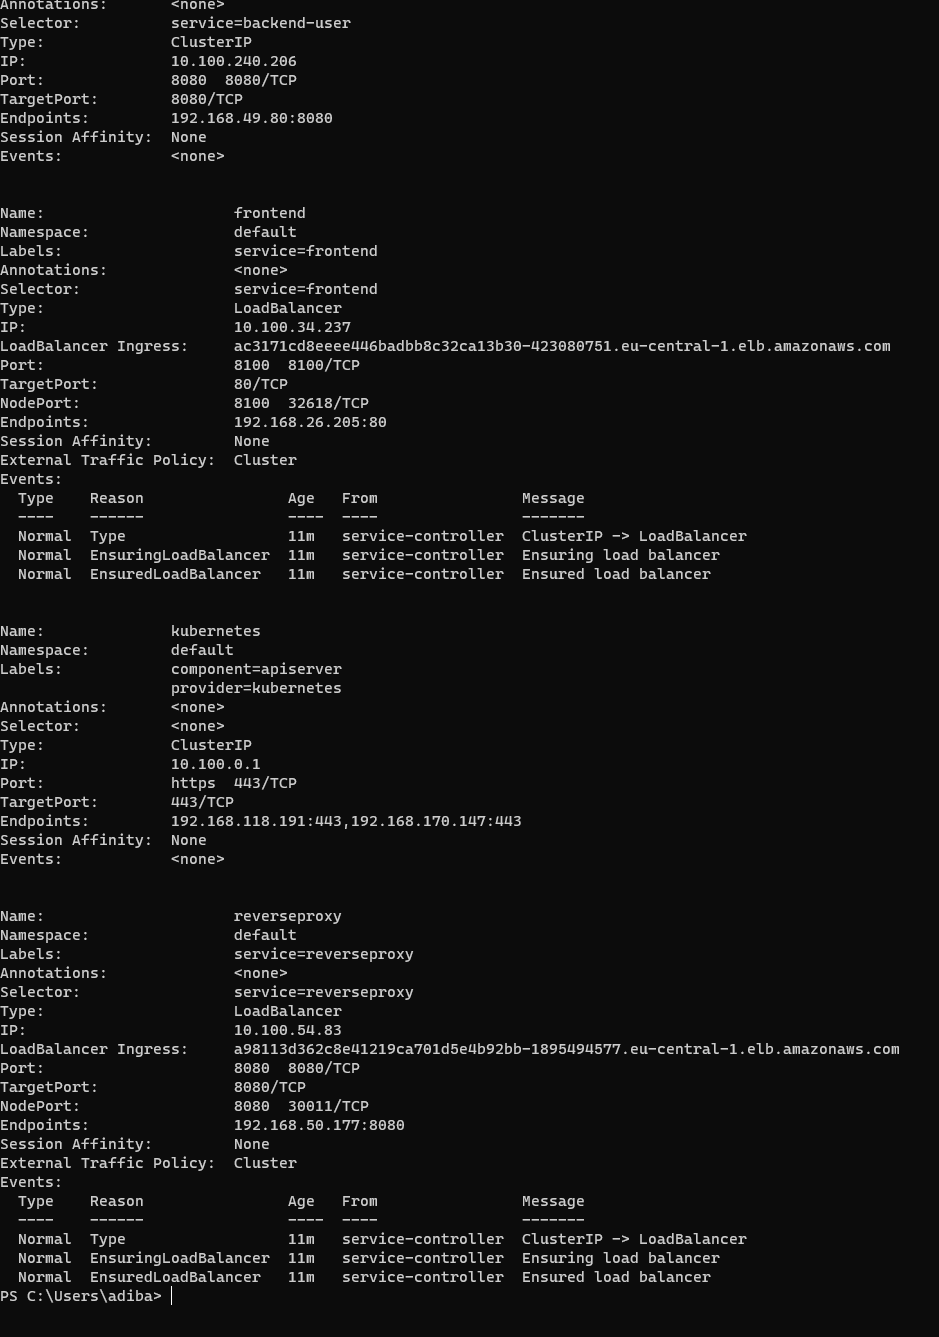 Annotations:       <none>
Selector:          service=backend-user
Type:              ClusterIP
IP:                10.100.240.206
Port:              8080  8080/TCP
TargetPort:        8080/TCP
Endpoints:         192.168.49.80:8080
Session Affinity:  None
Events:            <none>

Name:                     frontend
Namespace:                default
Labels:                   service=frontend
Annotations:              <none>
Selector:                 service=frontend
Type:                     LoadBalancer
IP:                       10.100.34.237
LoadBalancer Ingress:     ac3171cd8eeee446badbb8c32ca13b30-423080751.eu-central-1.elb.amazonaws.com
Port:                     8100  8100/TCP
TargetPort:               80/TCP
NodePort:                 8100  32618/TCP
Endpoints:                192.168.26.205:80
Session Affinity:         None
External Traffic Policy:  Cluster
Events:
  Type    Reason                Age   From                Message
  ----    ------                ----  ----                -------
  Normal  Type                  11m   service-controller  ClusterIP -> LoadBalancer
  Normal  EnsuringLoadBalancer  11m   service-controller  Ensuring load balancer
  Normal  EnsuredLoadBalancer   11m   service-controller  Ensured load balancer

Name:              kubernetes
Namespace:         default
Labels:            component=apiserver
                   provider=kubernetes
Annotations:       <none>
Selector:          <none>
Type:              ClusterIP
IP:                10.100.0.1
Port:              https  443/TCP
TargetPort:        443/TCP
Endpoints:         192.168.118.191:443,192.168.170.147:443
Session Affinity:  None
Events:            <none>

Name:                     reverseproxy
Namespace:                default
Labels:                   service=reverseproxy
Annotations:              <none>
Selector:                 service=reverseproxy
Type:                     LoadBalancer
IP:                       10.100.54.83
LoadBalancer Ingress:     a98113d362c8e41219ca701d5e4b92bb-1895494577.eu-central-1.elb.amazonaws.com
Port:                     8080  8080/TCP
TargetPort:               8080/TCP
NodePort:                 8080  30011/TCP
Endpoints:                192.168.50.177:8080
Session Affinity:         None
External Traffic Policy:  Cluster
Events:
  Type    Reason                Age   From                Message
  ----    ------                ----  ----                -------
  Normal  Type                  11m   service-controller  ClusterIP -> LoadBalancer
  Normal  EnsuringLoadBalancer  11m   service-controller  Ensuring load balancer
  Normal  EnsuredLoadBalancer   11m   service-controller  Ensured load balancer
PS C:\Users\adiba>